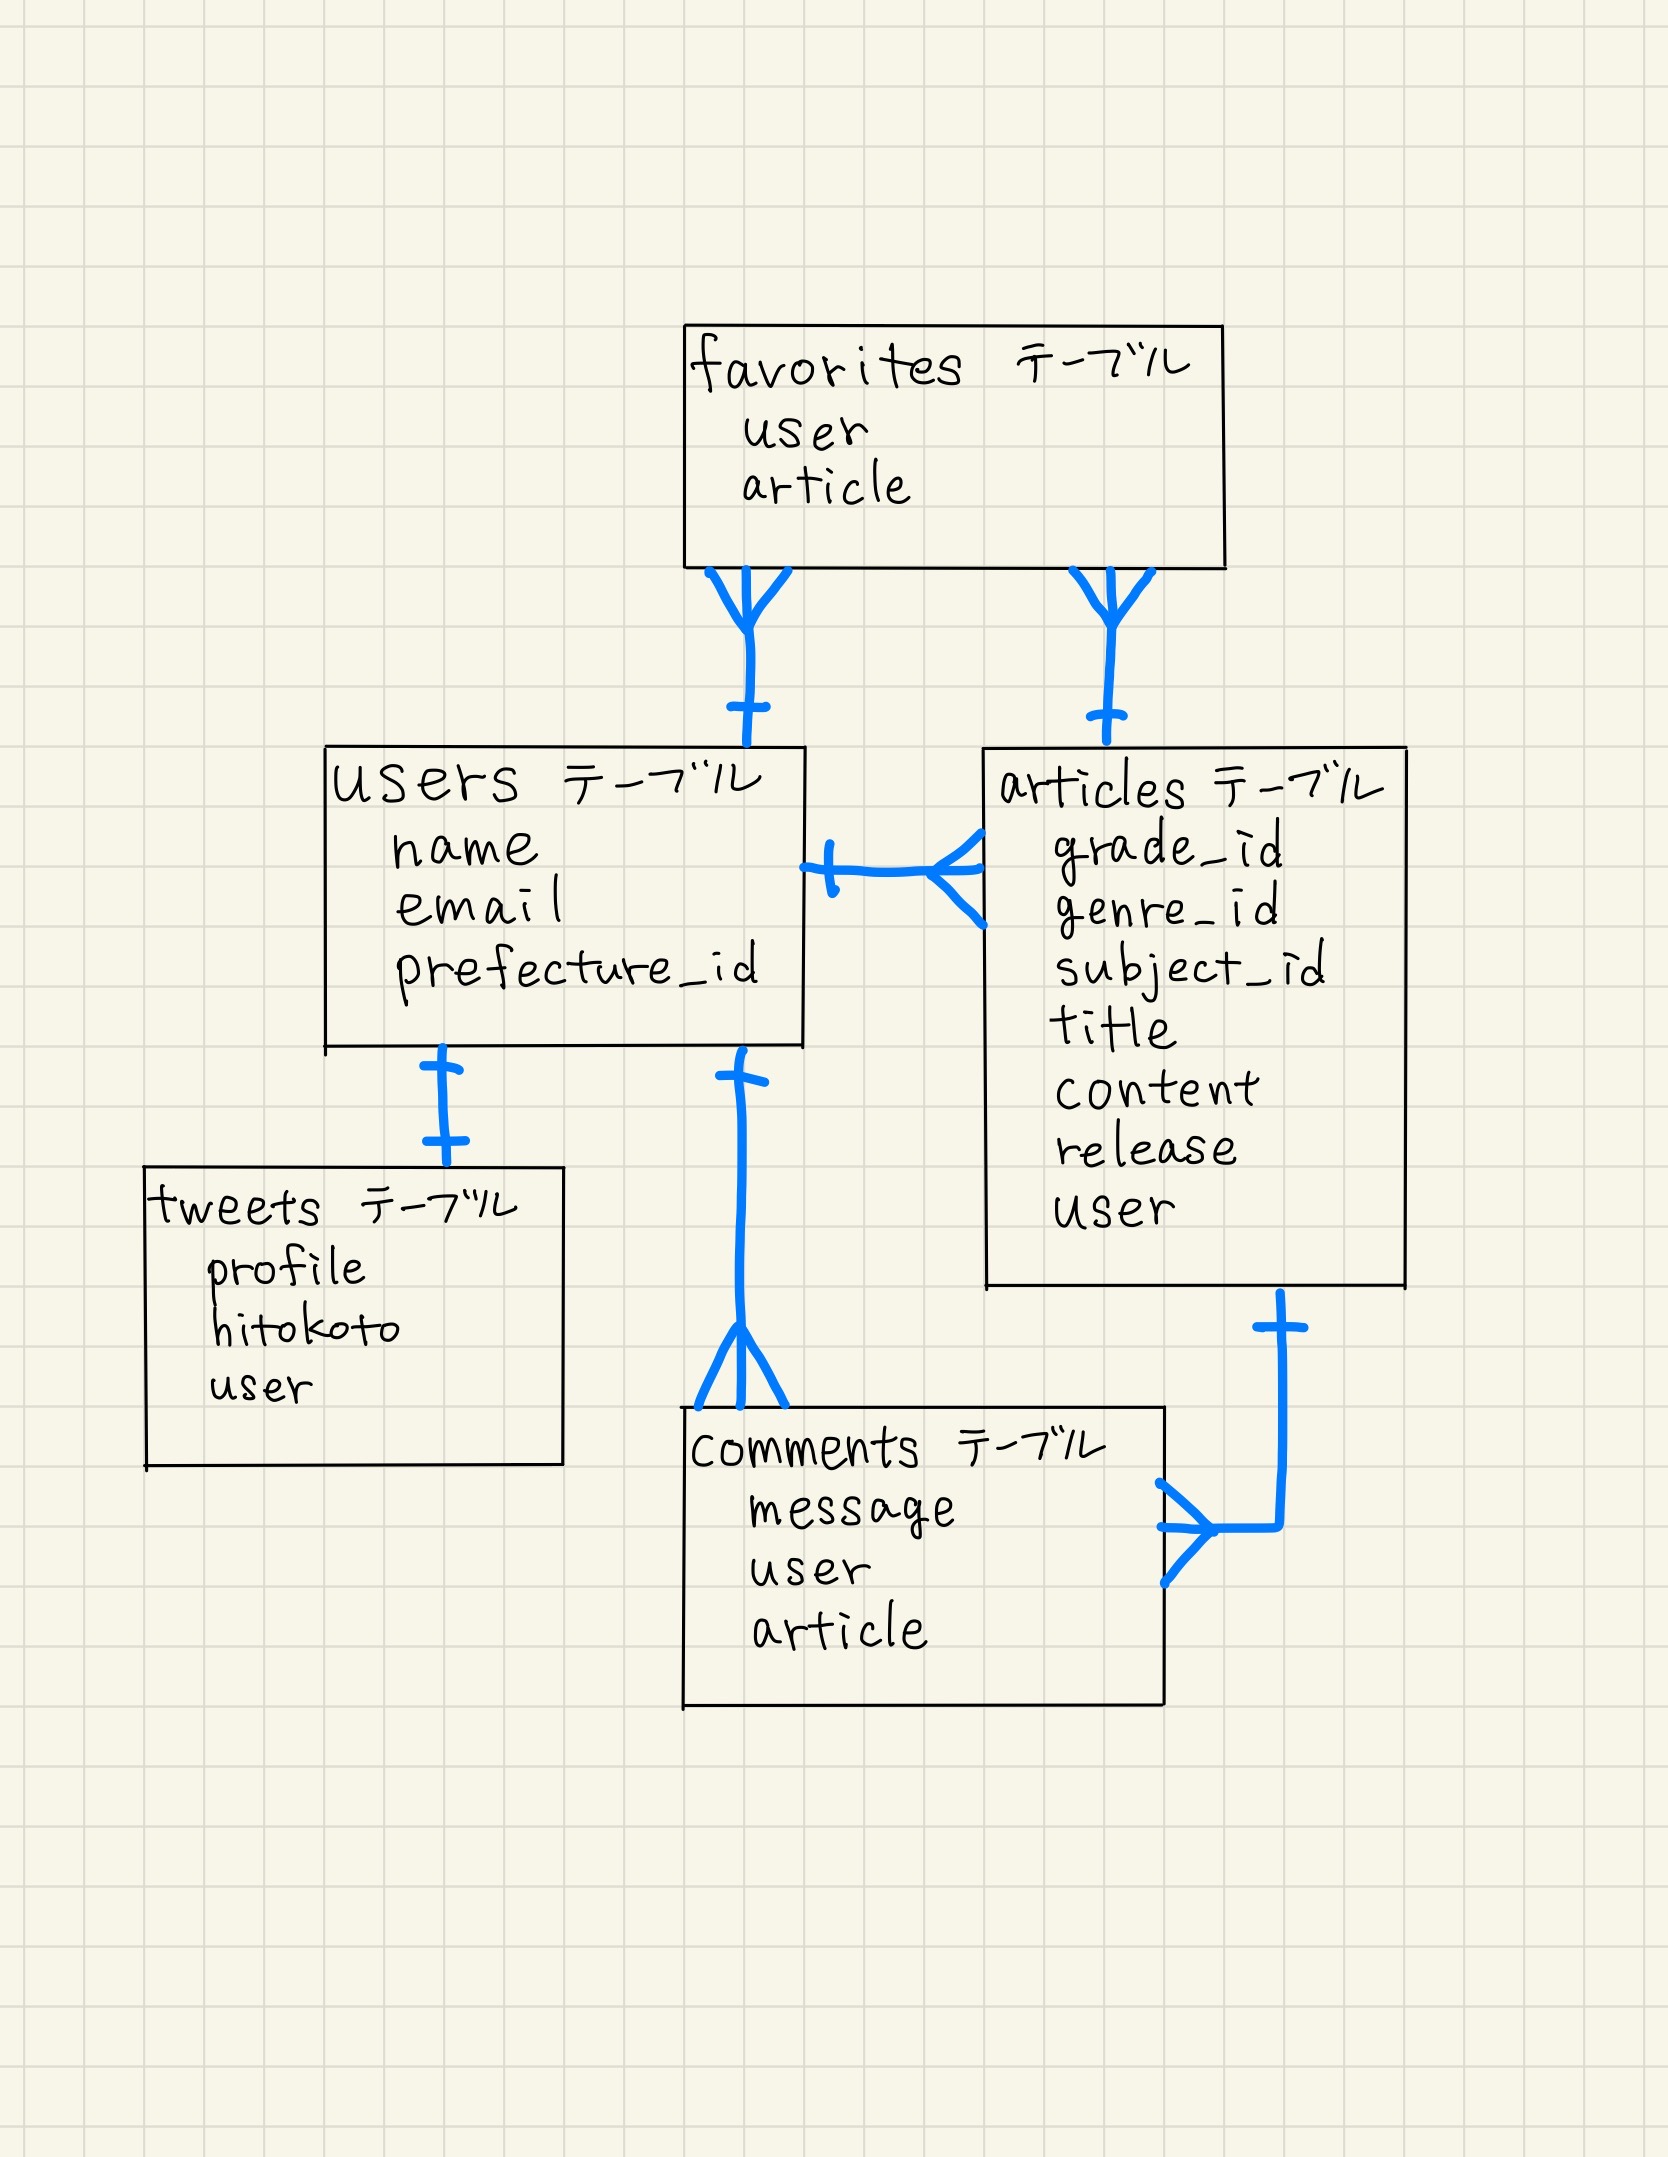 favorites テーブル
user
article
users テーブル
name
email
prefecture_id
articles テーブル
grade_id
genre_id
subject_id
title
content
release
user
tweets テーブル
profile
hitokoto
user
comments テーブル
message
user
article